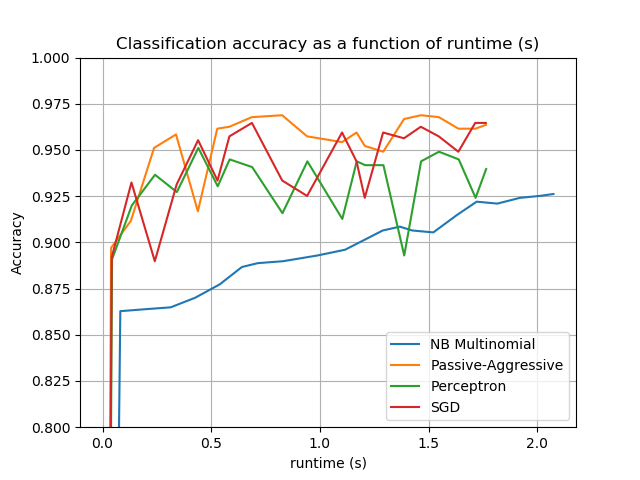 Classification accuracy as a function of runtime (s)
1.000
0.975
0.950
0.925
0.900
0.875
0.850
0.825
0.800
Accuracy
NB Multinomial
Passive-Aggressive
Perceptron
SGD
0.0 0.5 1.0 1.5 2.0
runtime (s)